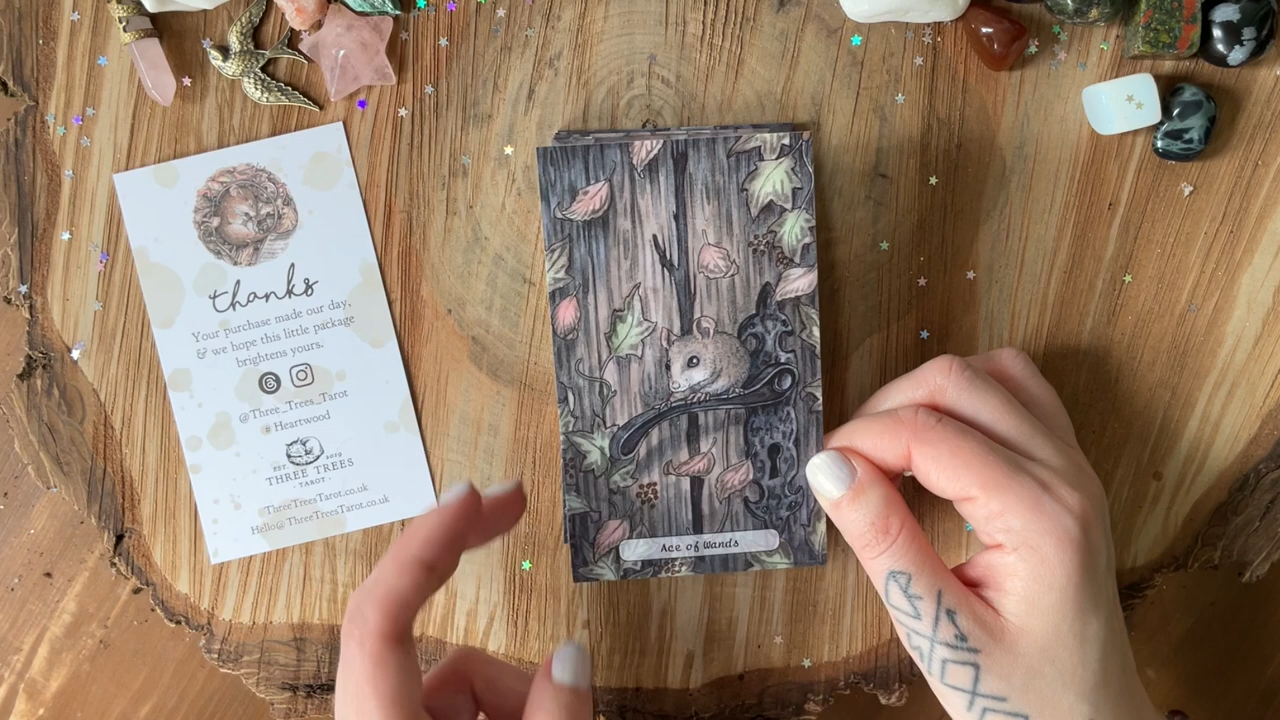 thanks
Your purchase made our day,
& we hope this little package
brightens yours.
@Three_Trees_Tarot
#Heartwood
EST. 2019
THREE TREES
· TAROT ·
ThreeTreesTarot.co.uk
Hello@ThreeTreesTarot.co.uk
Ace of Wands